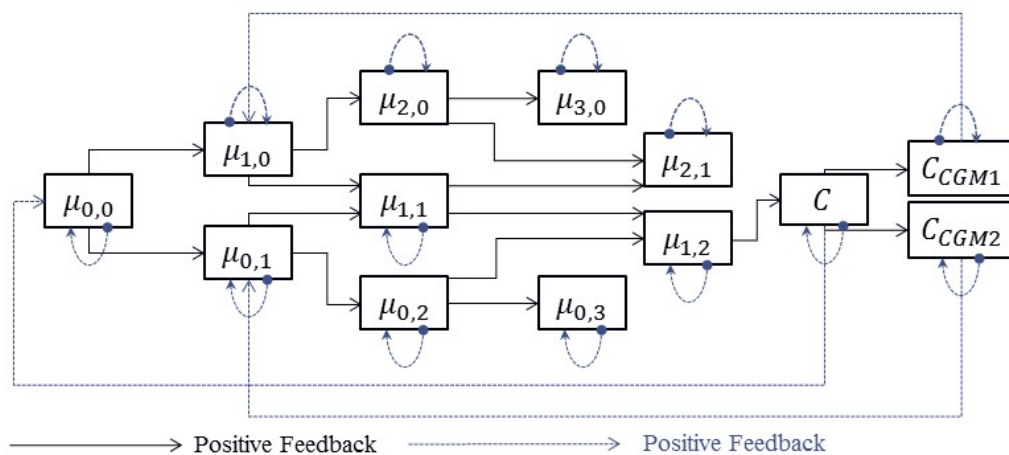 μ2,0
μ3,0
μ1,0
μ2,1
CCGM1
μ0,0
μ1,1
C
μ0,1
μ1,2
CCGM2
μ0,2
μ0,3
Positive Feedback
Positive Feedback